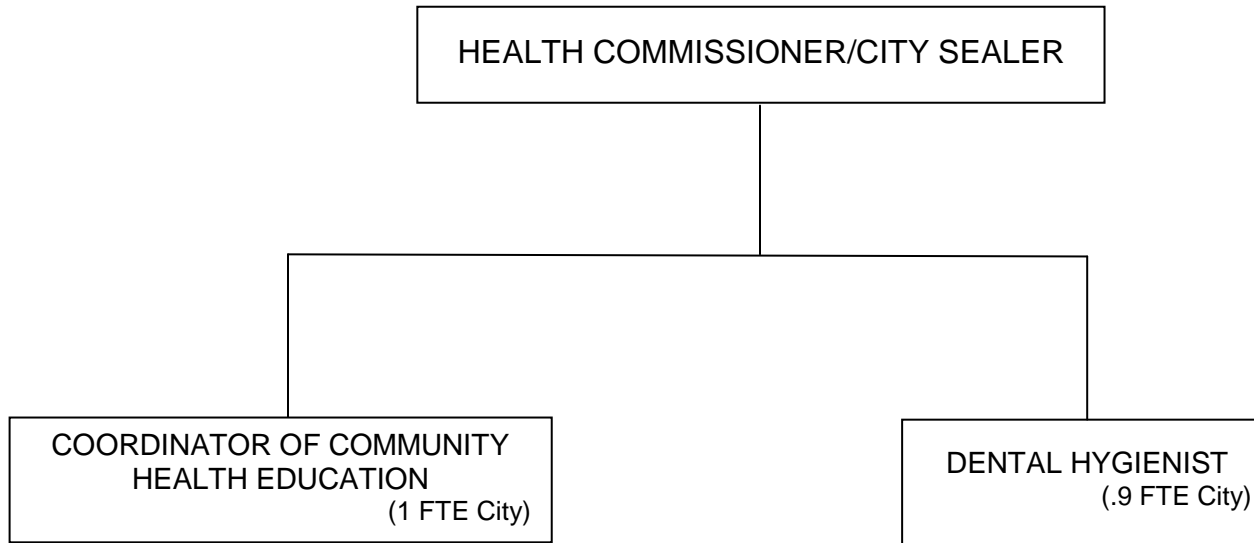 HEALTH COMMISSIONER/CITY SEALER
COORDINATOR OF COMMUNITY
HEALTH EDUCATION
(1 FTE City)
DENTAL HYGIENIST
(.9 FTE City)